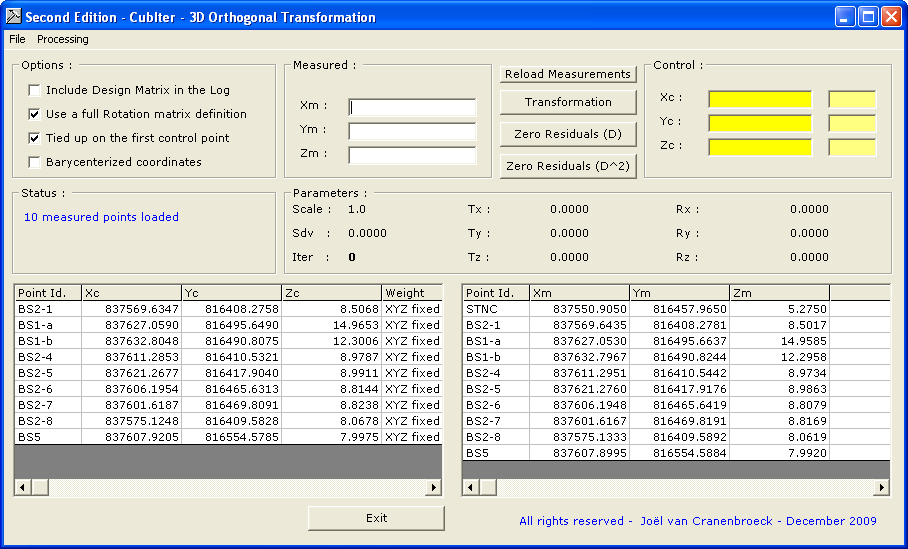 Second Edition - CubIter - 3D Orthogonal Transformation
File Processing
Options :
Include Design Matrix in the Log
Use a full Rotation matrix definition
Tied up on the first control point
Barycenterized coordinates
Measured :
Xm :
Ym :
Zm :
Reload Measurements
Transformation
Zero Residuals (D)
Zero Residuals (D^2)
Control :
Xc :
Yc :
Zc :
Status :
10 measured points loaded
Parameters :
Scale : 1.0 Tx : 0.0000 Rx : 0.0000
Sdv : 0.0000 Ty : 0.0000 Ry : 0.0000
Iter : 0 Tz : 0.0000 Rz : 0.0000
Point Id. Xc Yc Zc Weight
BS2-1 837569.6347 816408.2758 8.5068 XYZ fixed
BS1-a 837627.0590 816495.6490 14.9653 XYZ fixed
BS1-b 837632.8048 816490.8075 12.3006 XYZ fixed
BS2-4 837611.2853 816410.5321 8.9787 XYZ fixed
BS2-5 837621.2677 816417.9040 8.9911 XYZ fixed
BS2-6 837606.1954 816465.6313 8.8144 XYZ fixed
BS2-7 837601.6187 816469.8091 8.8238 XYZ fixed
BS2-8 837575.1248 816409.5828 8.0678 XYZ fixed
BS5 837607.9205 816554.5785 7.9975 XYZ fixed
Point Id. Xm Ym Zm
STNC 837550.9050 816457.9650 5.2750
BS2-1 837569.6435 816408.2781 8.5017
BS1-a 837627.0530 816495.6637 14.9585
BS1-b 837632.7967 816490.8244 12.2958
BS2-4 837611.2951 816410.5442 8.9734
BS2-5 837621.2760 816417.9176 8.9863
BS2-6 837606.1948 816465.6419 8.8079
BS2-7 837601.6167 816469.8191 8.8169
BS2-8 837575.1333 816409.5892 8.0619
BS5 837607.8995 816554.5884 7.9920
Exit
All rights reserved - Joël van Cranenbroeck - December 2009